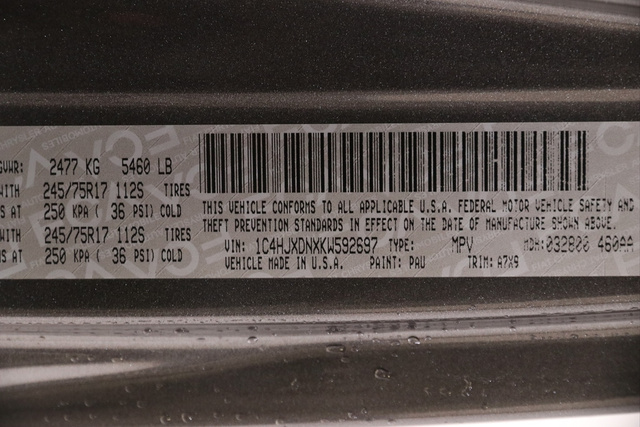 GVWR: 2477 KG 5460 LB
WITH 245/75R17 112S TIRES
S AT 250 KPA ( 36 PSI) COLD
WITH 245/75R17 112S TIRES
S AT 250 KPA ( 36 PSI) COLD
THIS VEHICLE CONFORMS TO ALL APPLICABLE U.S.A. FEDERAL MOTOR VEHICLE SAFETY AND
THEFT PREVENTION STANDARDS IN EFFECT ON THE DATE OF MANUFACTURE SHOWN ABOVE.
VIN: 1C4HJXDNXKW592697 TYPE: MPV MDH: 032806 460AA
VEHICLE MADE IN U.S.A. PAINT: PAU TRIM: A7X9